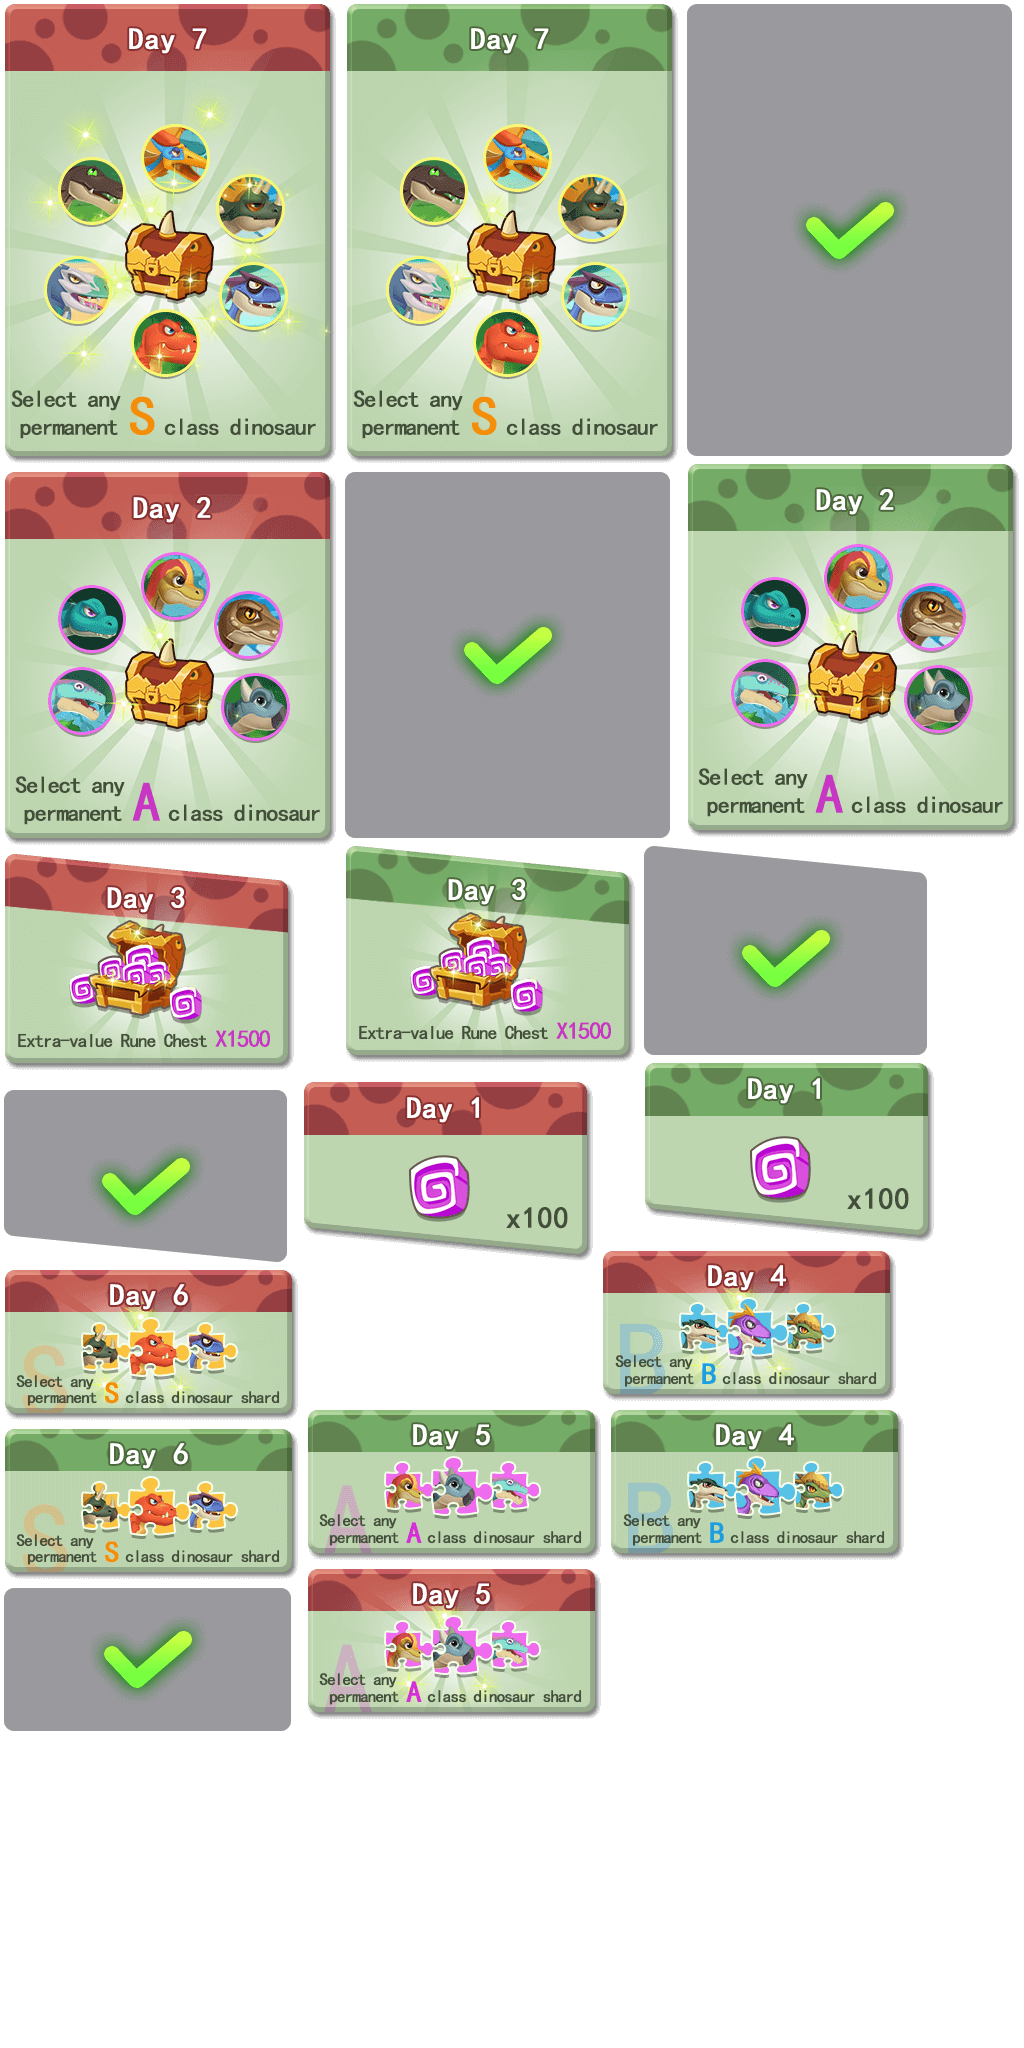 Day 7
Select any
permanent S class dinosaur
Day 7
Select any
permanent S class dinosaur
Day 2
Select any
permanent A class dinosaur
Day 2
Select any
permanent A class dinosaur
Day 3
Extra-value Rune Chest X1500
Day 3
Extra-value Rune Chest X1500
Day 1
x100
Day 1
x100
Day 6
S
Select any
permanent S class dinosaur shard
Day 4
B
Select any
permanent B class dinosaur shard
Day 6
S
Select any
permanent S class dinosaur shard
Day 5
A
Select any
permanent A class dinosaur shard
Day 4
B
Select any
permanent B class dinosaur shard
Day 5
A
Select any
permanent A class dinosaur shard